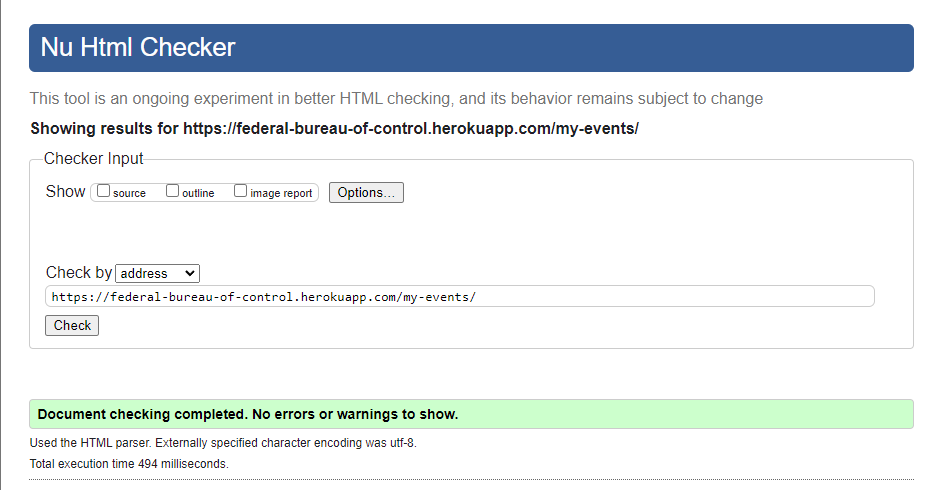 Nu Html Checker
This tool is an ongoing experiment in better HTML checking, and its behavior remains subject to change
Showing results for https://federal-bureau-of-control.herokuapp.com/my-events/
Checker Input
Show source outline image report Options...
Check by address
https://federal-bureau-of-control.herokuapp.com/my-events/
Check
Document checking completed. No errors or warnings to show.
Used the HTML parser. Externally specified character encoding was utf-8.
Total execution time 494 milliseconds.